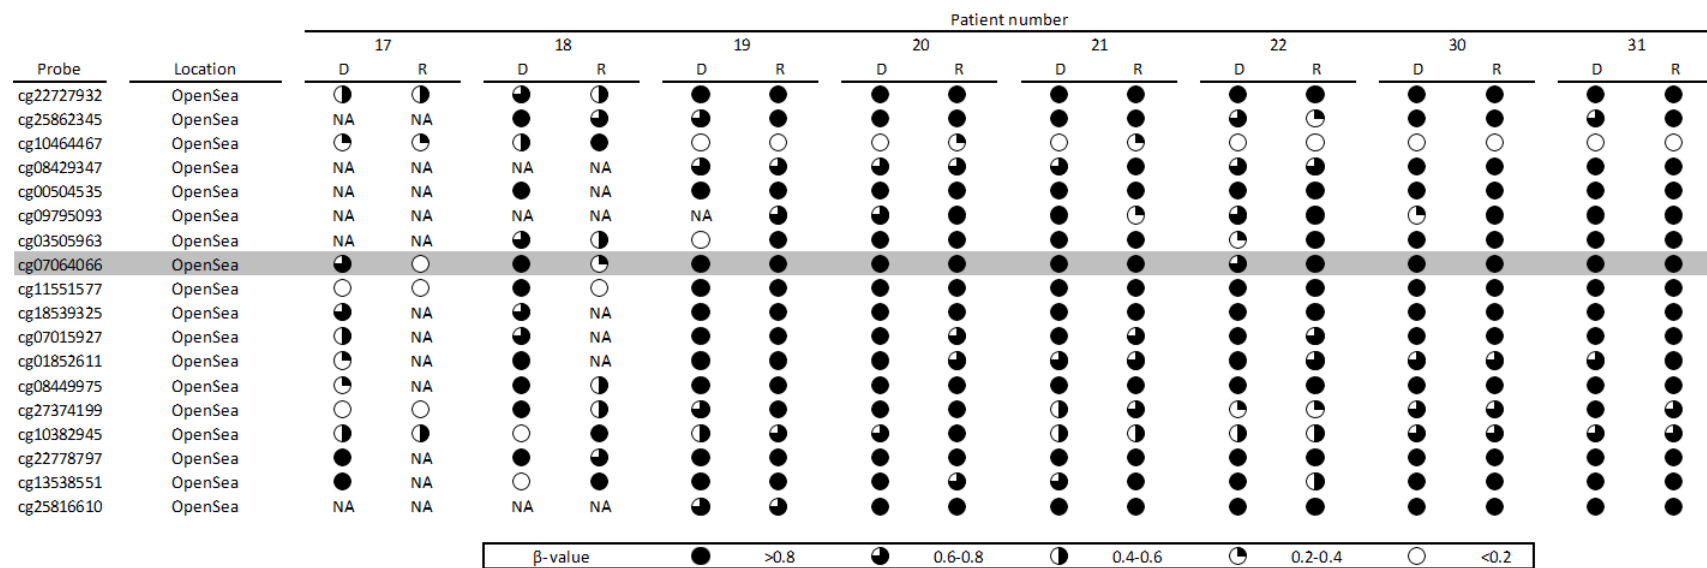 Patient number
17 18 19 20 21 22 30 31
Probe Location D R D R D R D R D R D R D R D R
cg22727932 OpenSea
cg25862345 OpenSea NA NA
cg10464467 OpenSea
cg08429347 OpenSea NA NA NA NA
cg00504535 OpenSea NA NA NA
cg09795093 OpenSea NA NA NA NA NA
cg03505963 OpenSea NA NA
cg07064066 OpenSea
cg11551577 OpenSea
cg18539325 OpenSea NA NA
cg07015927 OpenSea NA NA
cg01852611 OpenSea NA NA
cg08449975 OpenSea NA
cg27374199 OpenSea
cg10382945 OpenSea
cg22778797 OpenSea NA
cg13538551 OpenSea NA
cg25816610 OpenSea NA NA NA NA
β-value >0.8 0.6-0.8 0.4-0.6 0.2-0.4 <0.2